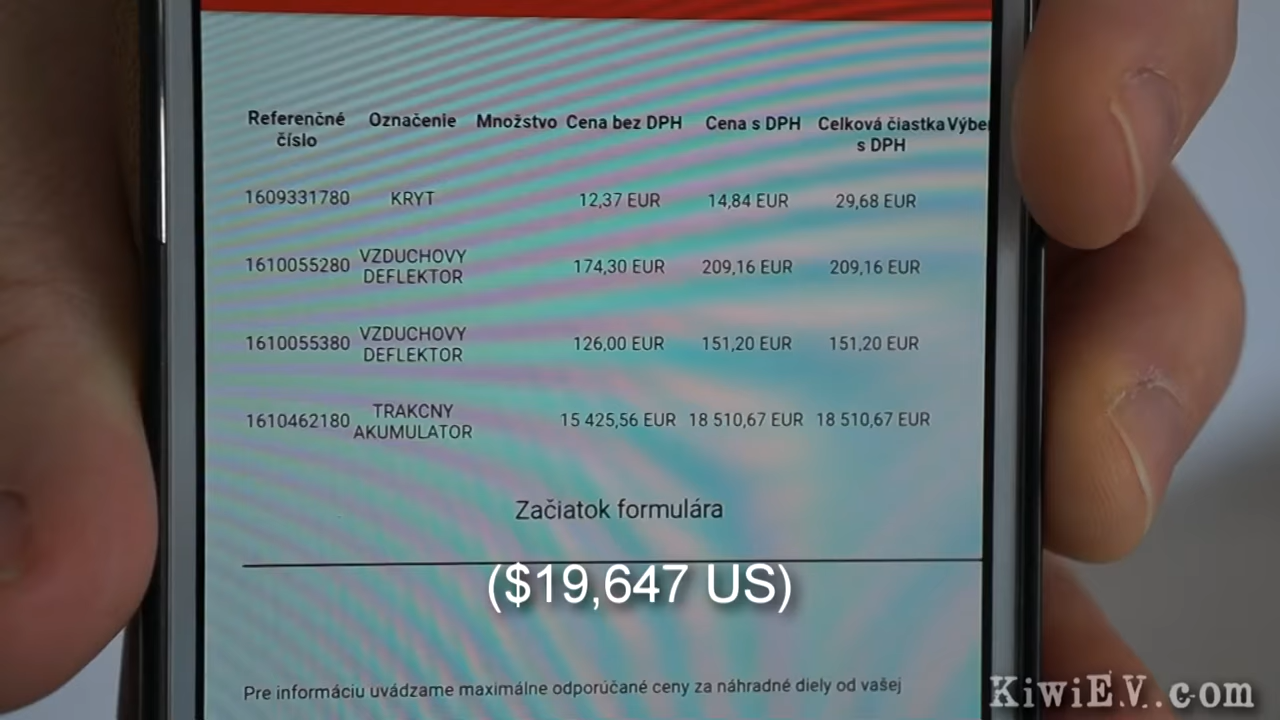 Referenčné Označenie Množstvo Cena bez DPH Cena s DPH Celková čiastka
číslo s DPH
1609331780 KRYT 12,37 EUR 14,84 EUR 29,68 EUR
VZDUCHOVY
1610055280 174,30 EUR 209,16 EUR 209,16 EUR
DEFLEKTOR
VZDUCHOVY
1610055380 126,00 EUR 151,20 EUR 151,20 EUR
DEFLEKTOR
TRAKCNY
1610462180 15 425,56 EUR 18 510,67 EUR 18 510,67 EUR
AKUMULATOR
Začiatok formulára
($19,647 US)
Pre informáciu uvádzame maximálne odporúčané ceny za náhradné diely od vašej
KiwiEV.com